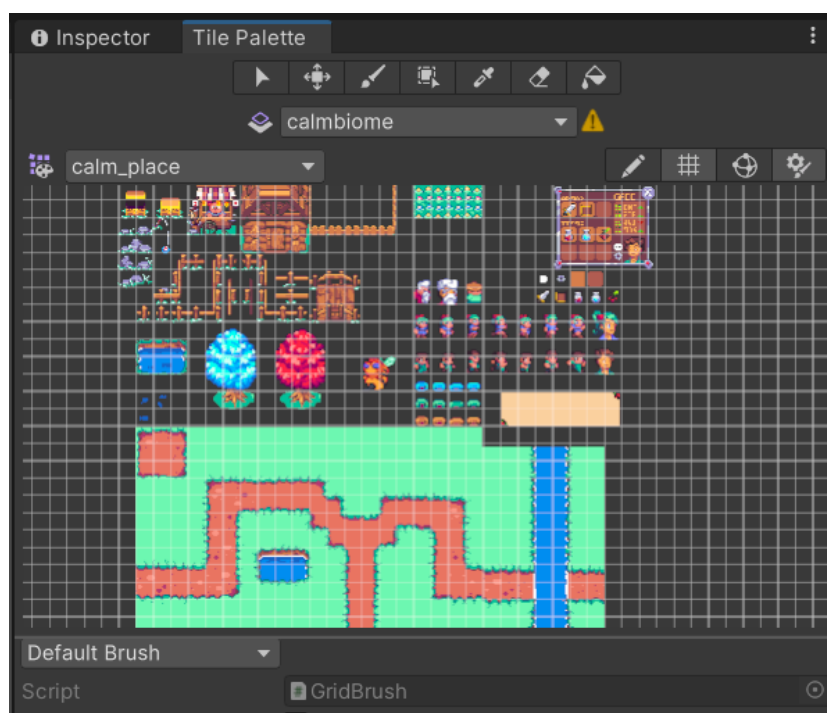 Inspector
Tile Palette
calmbiome
calm_place
Default Brush
Script
GridBrush